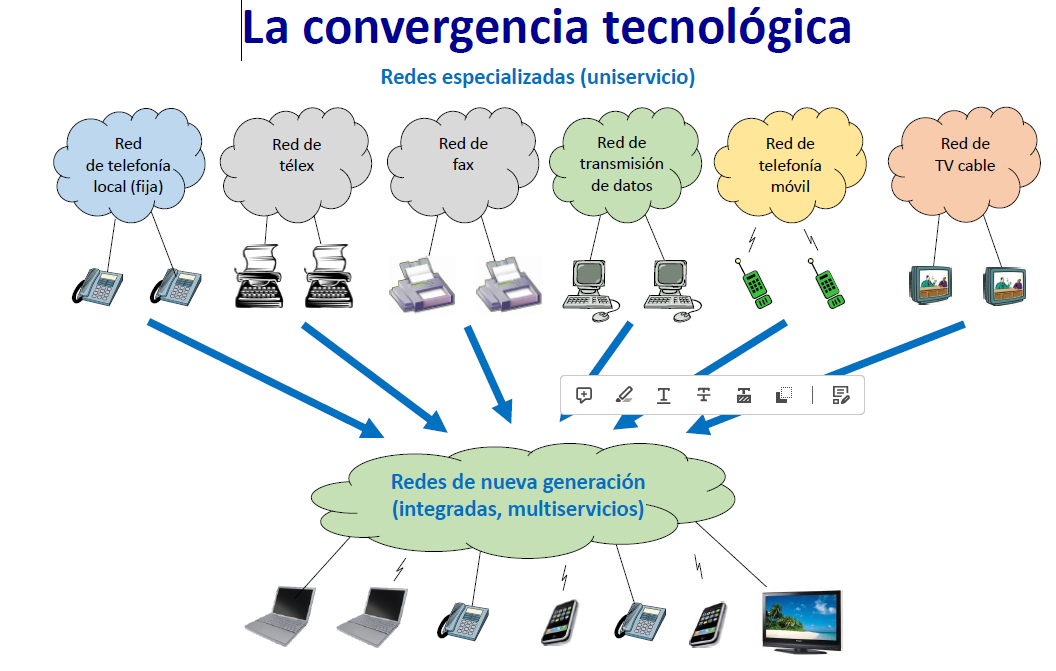 La convergencia tecnológica
Redes especializadas (uniservicio)
Red
de telefonía
local (fija)
Red de
télex
Red de
fax
Red de
transmisión
de datos
Red de
telefonía
móvil
Red de
TV cable
Redes de nueva generación
(integradas, multiservicios)